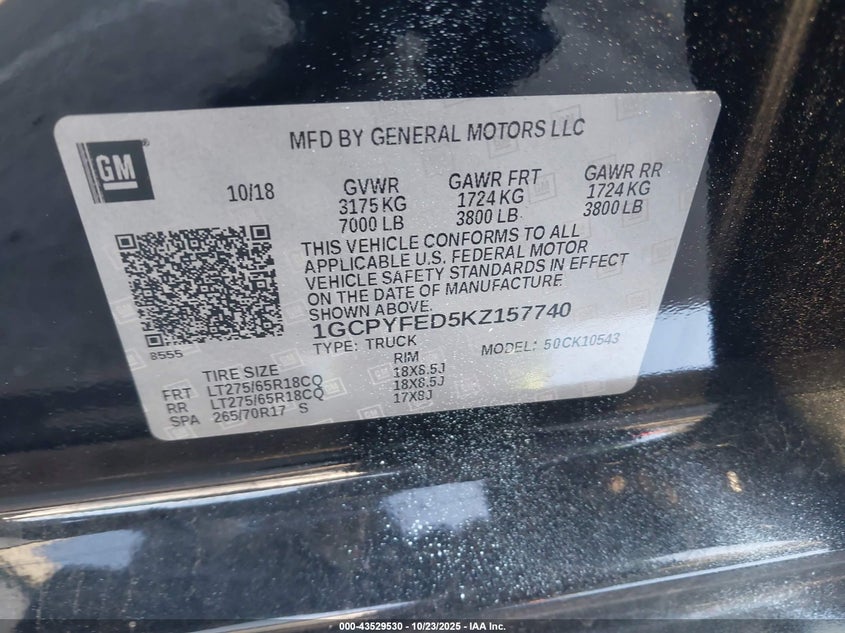 GM
MFD BY GENERAL MOTORS LLC
10/18
GVWR
3175 KG
7000 LB
GAWR FRT
1724 KG
3800 LB
GAWR RR
1724 KG
3800 LB
THIS VEHICLE CONFORMS TO ALL
APPLICABLE U.S. FEDERAL MOTOR
VEHICLE SAFETY STANDARDS IN EFFECT
ON THE DATE OF MANUFACTURE
SHOWN ABOVE.
1GCPYFED5KZ157740
TYPE: TRUCK MODEL: 50CK10543
8555
TIRE SIZE RIM
FRT LT275/65R18CQ 18X8.5J
RR LT275/65R18CQ 18X8.5J
SPA 265/70R17 S 17X8J
000-43529530 - 10/23/2025 - IAA Inc.